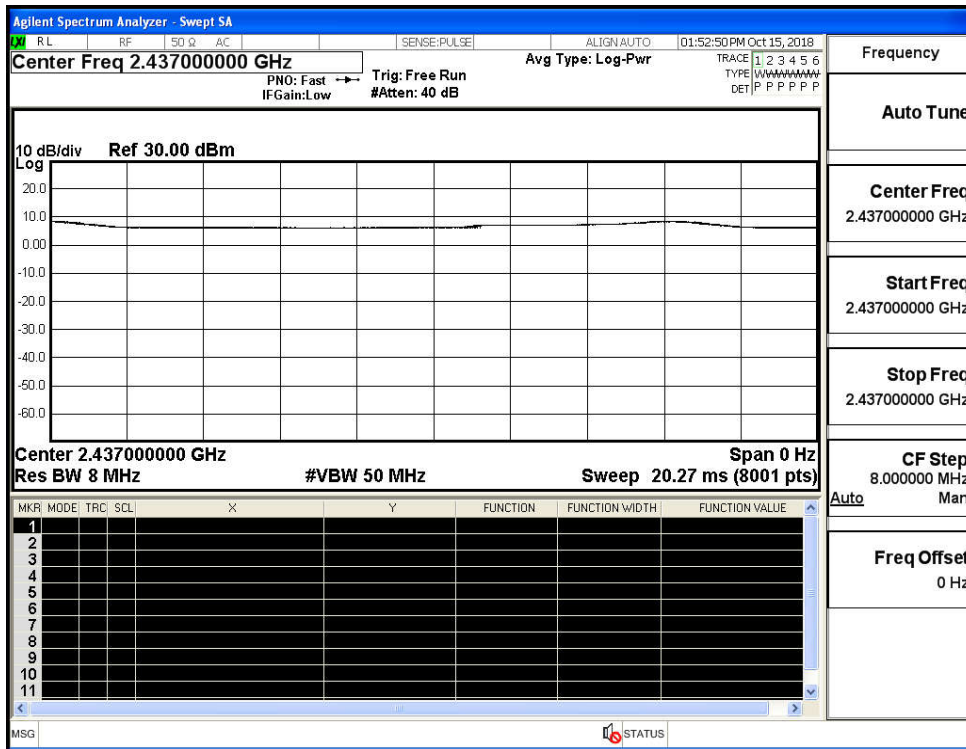 Agilent Spectrum Analyzer - Swept SA
LXI RL RF 50 Ω AC SENSE:PULSE ALIGN AUTO 01:52:50 PM Oct 15, 2018
Center Freq 2.437000000 GHz Avg Type: Log-Pwr TRACE 1 2 3 4 5 6
PNO: Fast Trig: Free Run TYPE WWWWWW
IFGain:Low #Atten: 40 dB DET P P P P P P
10 dB/div Ref 30.00 dBm
Log
20.0
10.0
0.00
-10.0
-20.0
-30.0
-40.0
-50.0
-60.0
Center 2.437000000 GHz Span 0 Hz
Res BW 8 MHz #VBW 50 MHz Sweep 20.27 ms (8001 pts)
MKR MODE TRC SCL X Y FUNCTION FUNCTION WIDTH FUNCTION VALUE
1
2
3
4
5
6
7
8
9
10
11
MSG STATUS
Frequency
Auto Tune
Center Freq
2.437000000 GHz
Start Freq
2.437000000 GHz
Stop Freq
2.437000000 GHz
CF Step
8.000000 MHz
Auto Man
Freq Offset
0 Hz